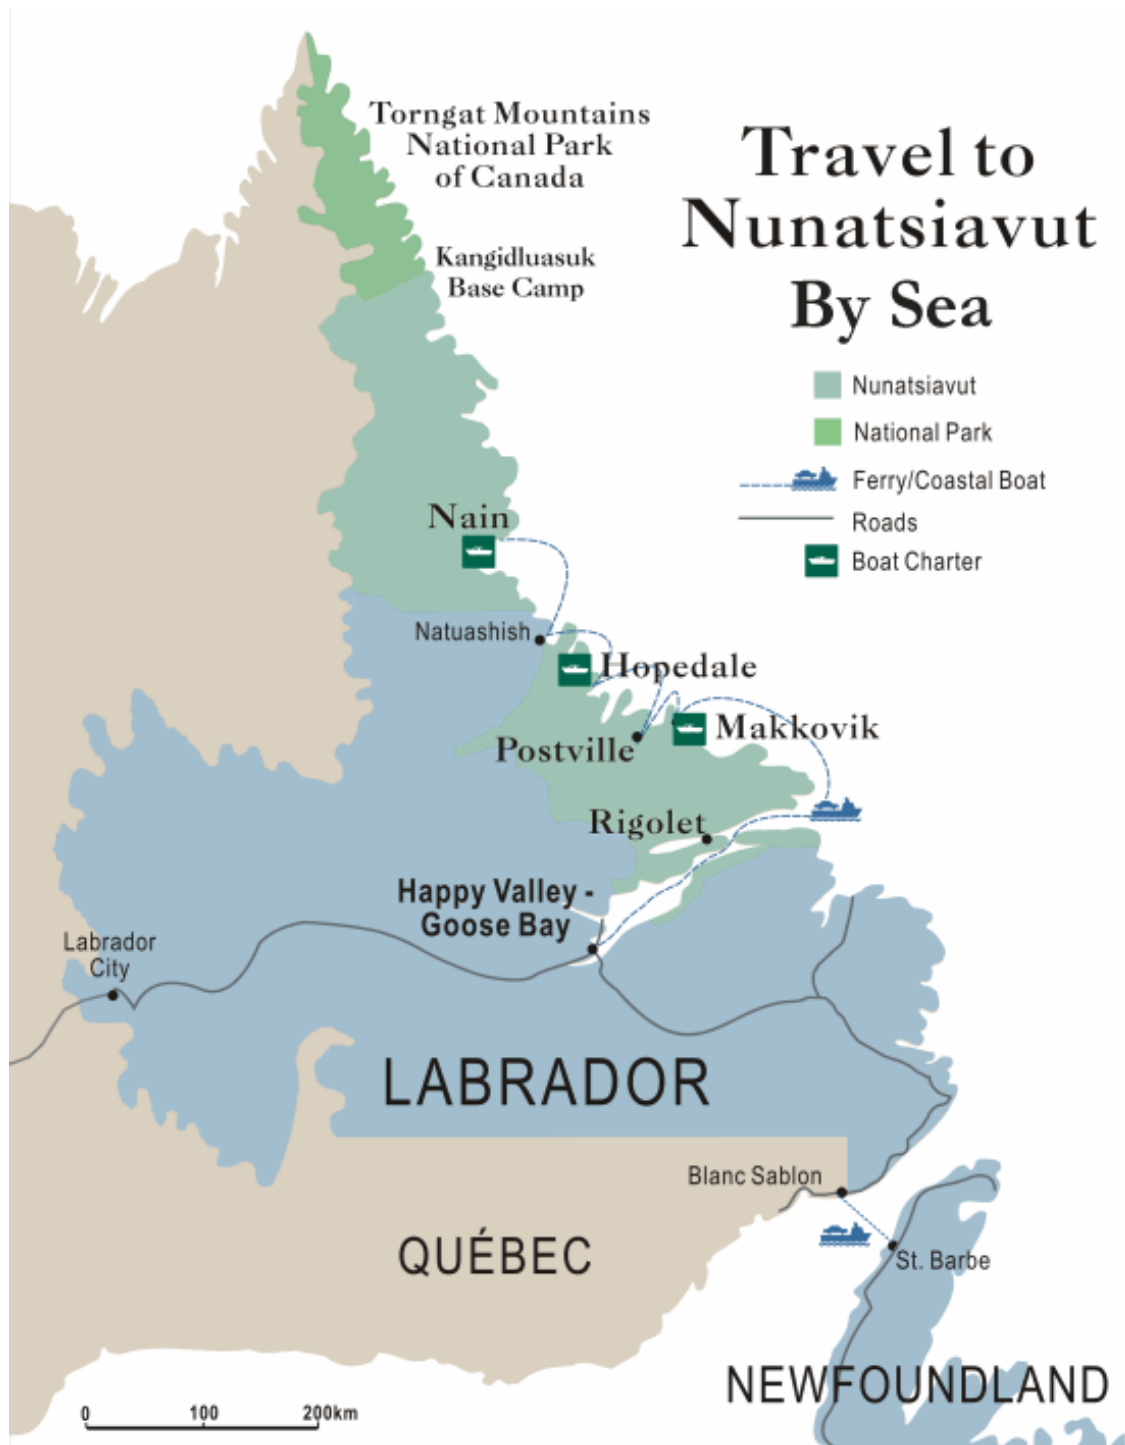 Torngat Mountains
National Park
of Canada
Travel to
Nunatsiavut
By Sea
Kangidluasuk
Base Camp
Nunatsiavut
National Park
Ferry/Coastal Boat
Roads
Boat Charter
Nain
Natuashish
Hopedale
Makkovik
Postville
Rigolet
Happy Valley -
Goose Bay
Labrador
City
LABRADOR
Blanc Sablon
QUÉBEC
St. Barbe
NEWFOUNDLAND
0 100 200km